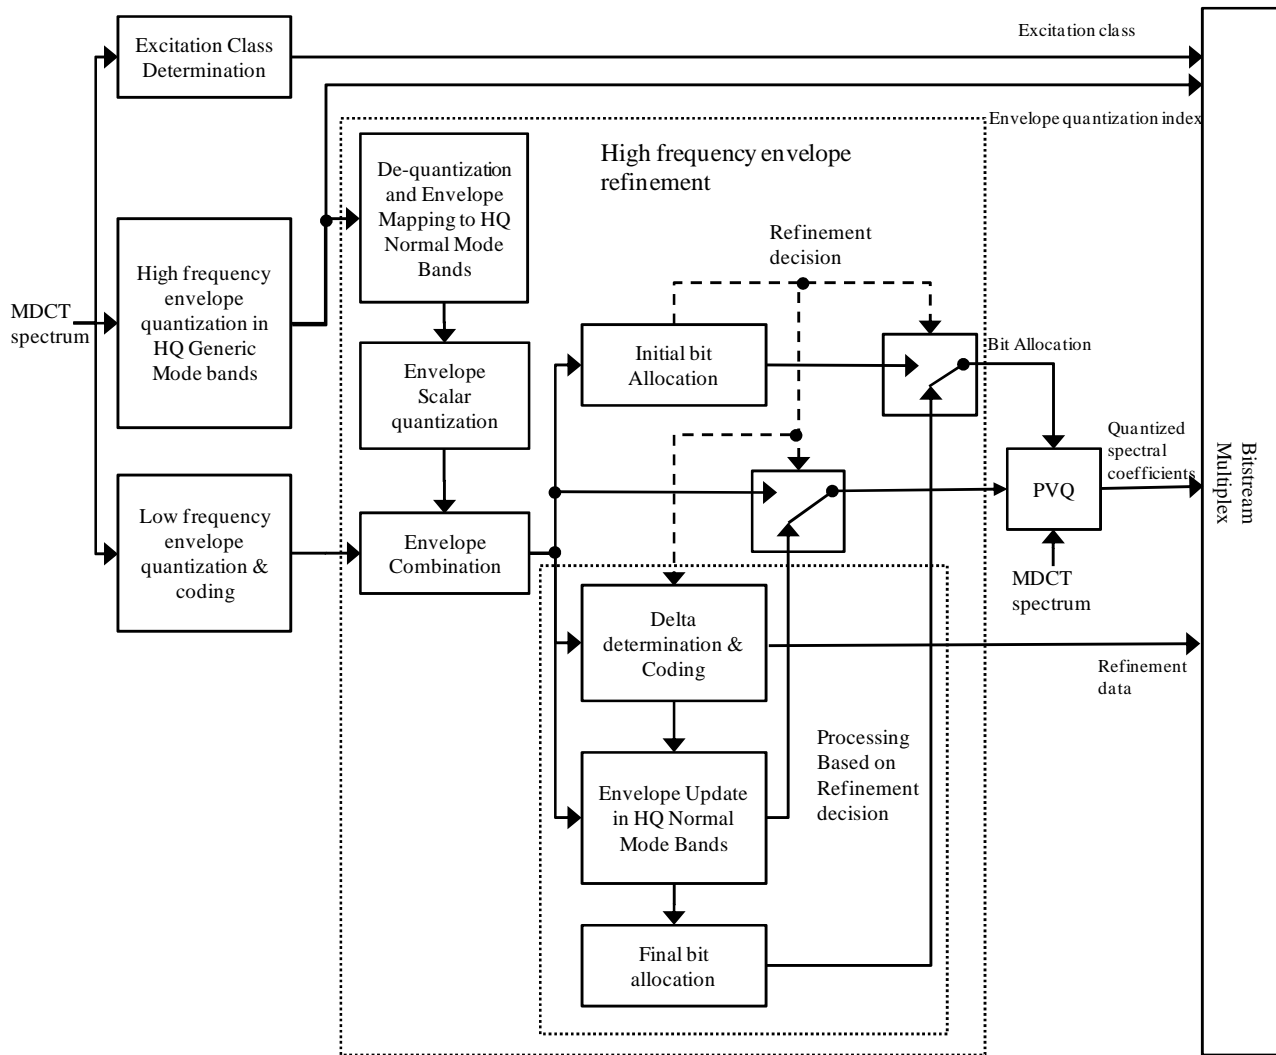 Excitation Class
Determination
Excitation class
Envelope quantization index
High frequency envelope
refinement
De-quantization
and Envelope
Mapping to HQ
Normal Mode
Bands
Refinement
decision
MDCT
spectrum
High frequency
envelope
quantization in
HQ Generic
Mode bands
Envelope
Scalar
quantization
Initial bit
Allocation
Bit Allocation
Quantized
spectral
coefficients
PVQ
Bitstream
Multiplex
Low frequency
envelope
quantization &
coding
Envelope
Combination
MDCT
spectrum
Delta
determination &
Coding
Refinement
data
Processing
Based on
Refinement
decision
Envelope Update
in HQ Normal
Mode Bands
Final bit
allocation